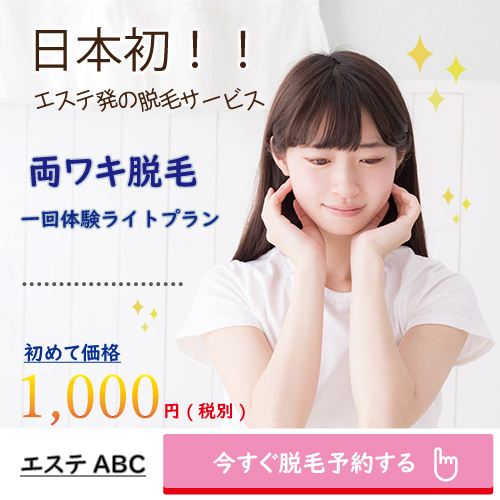 日本初！！
エステ発の脱毛サービス
両ワキ脱毛
一回体験ライトプラン
......................
初めて価格
1,000円(税別)
エステ ABC
今すぐ脱毛予約する